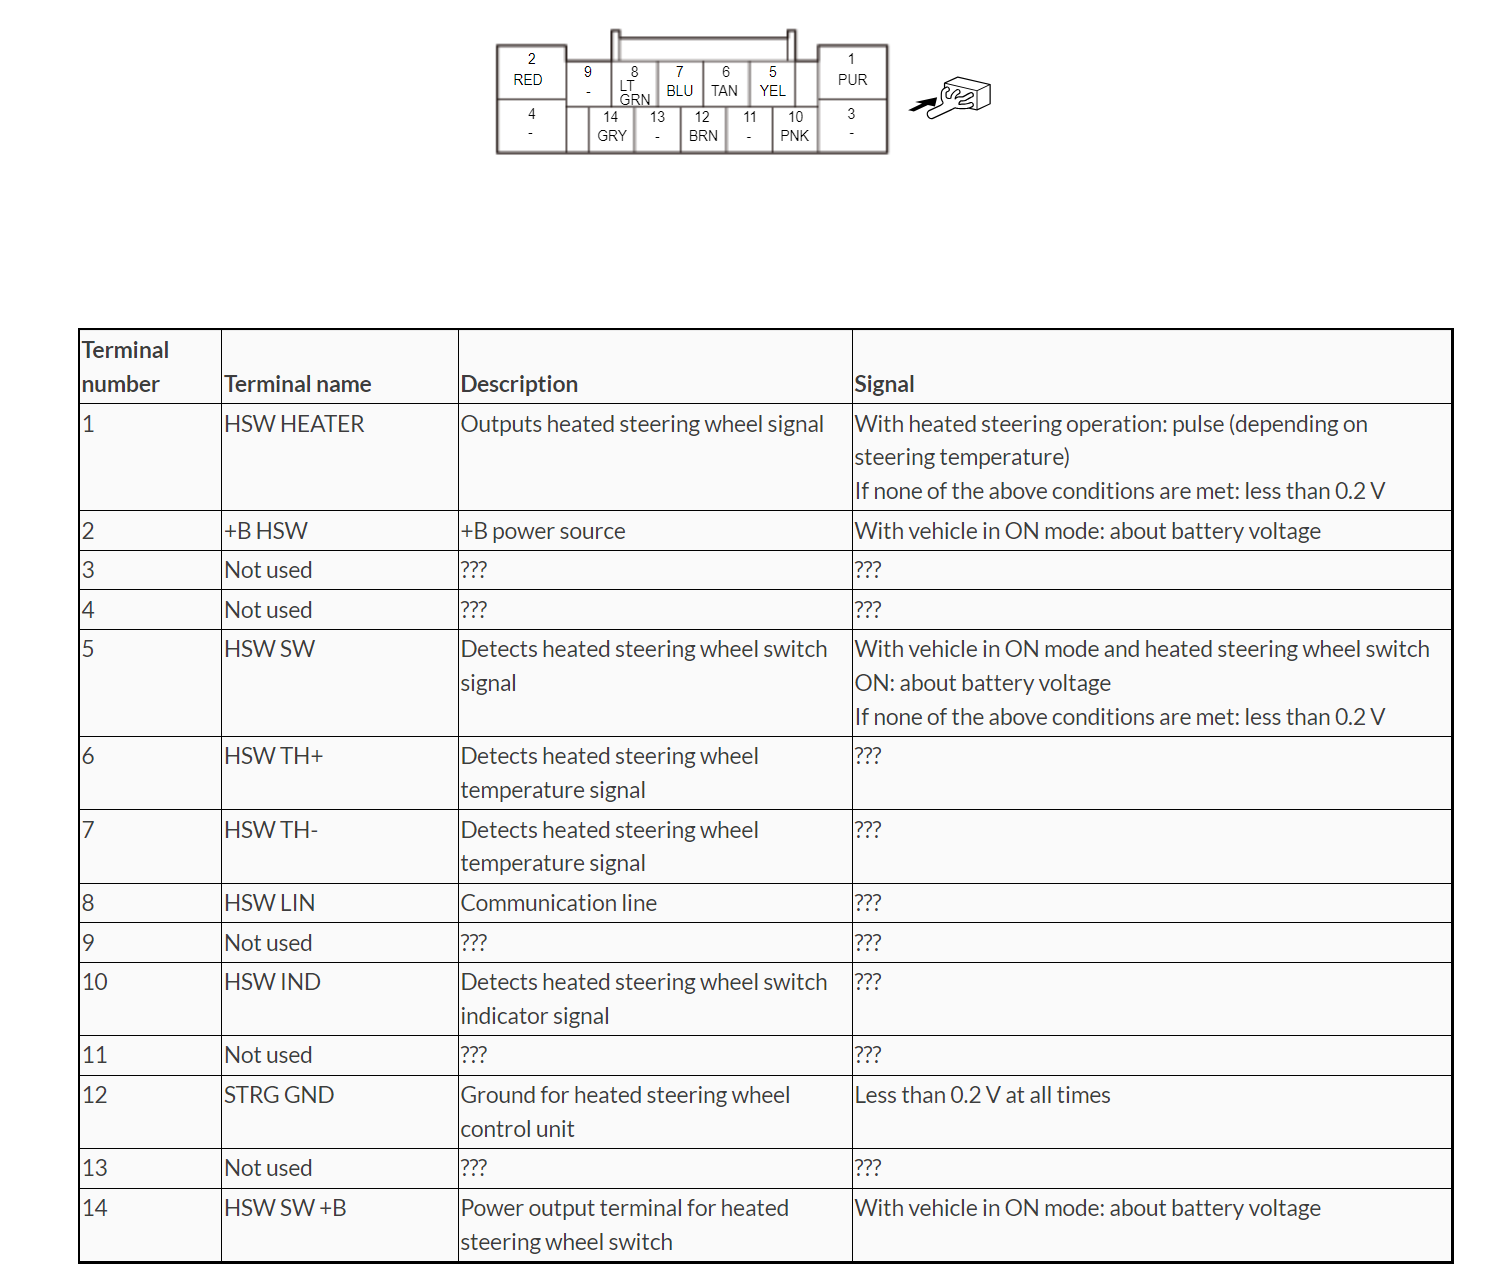 2 1
RED 9 8 7 6 5 PUR
- LT BLU TAN YEL
GRN
4 14 13 12 11 10 3
- GRY - BRN - PNK -
Terminal
number Terminal name Description Signal
1 HSW HEATER Outputs heated steering wheel signal With heated steering operation: pulse (depending on
steering temperature)
If none of the above conditions are met: less than 0.2 V
2 +B HSW +B power source With vehicle in ON mode: about battery voltage
3 Not used ??? ???
4 Not used ??? ???
5 HSW SW Detects heated steering wheel switch With vehicle in ON mode and heated steering wheel switch
signal ON: about battery voltage
If none of the above conditions are met: less than 0.2 V
6 HSW TH+ Detects heated steering wheel ???
temperature signal
7 HSW TH- Detects heated steering wheel ???
temperature signal
8 HSW LIN Communication line ???
9 Not used ??? ???
10 HSW IND Detects heated steering wheel switch ???
indicator signal
11 Not used ??? ???
12 STRG GND Ground for heated steering wheel Less than 0.2 V at all times
control unit
13 Not used ??? ???
14 HSW SW +B Power output terminal for heated With vehicle in ON mode: about battery voltage
steering wheel switch